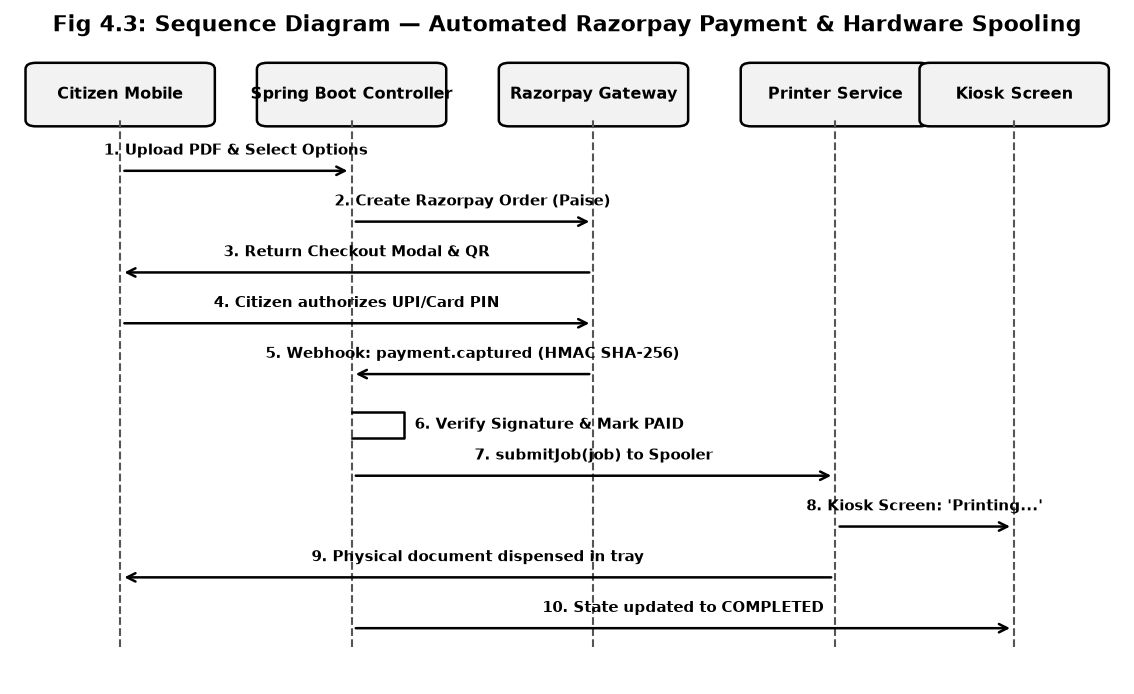 Fig 4.3: Sequence Diagram — Automated Razorpay Payment & Hardware Spooling
Citizen Mobile
Spring Boot Controller
Razorpay Gateway
Printer Service
Kiosk Screen
1. Upload PDF & Select Options
2. Create Razorpay Order (Paise)
3. Return Checkout Modal & QR
4. Citizen authorizes UPI/Card PIN
5. Webhook: payment.captured (HMAC SHA-256)
6. Verify Signature & Mark PAID
7. submitJob(job) to Spooler
8. Kiosk Screen: 'Printing...'
9. Physical document dispensed in tray
10. State updated to COMPLETED